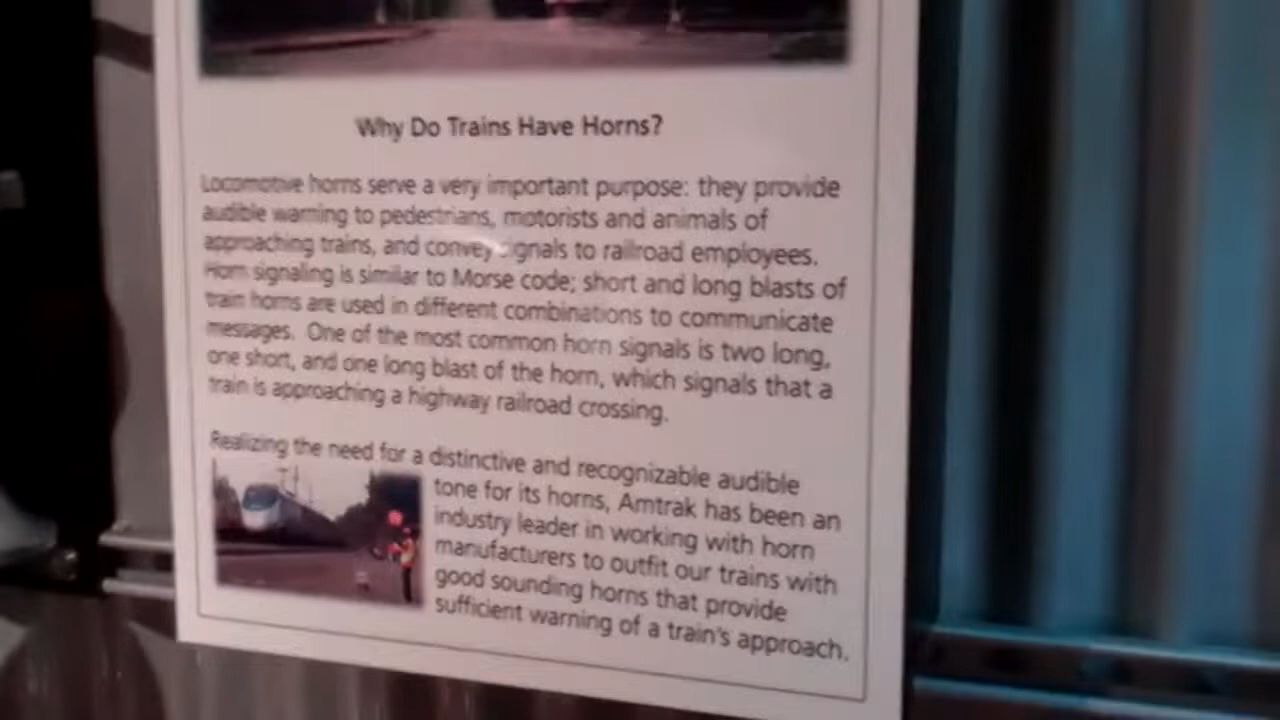 Why Do Trains Have Horns?
Locomotive horns serve a very important purpose: they provide
audible warning to pedestrians, motorists and animals of
approaching trains, and convey signals to railroad employees.
Horn signaling is similar to Morse code; short and long blasts of
train horns are used in different combinations to communicate
messages. One of the most common horn signals is two long,
one short, and one long blast of the horn, which signals that a
train is approaching a highway railroad crossing.
Realizing the need for a distinctive and recognizable audible
tone for its horns, Amtrak has been an
industry leader in working with horn
manufacturers to outfit our trains with
good sounding horns that provide
sufficient warning of a train's approach.